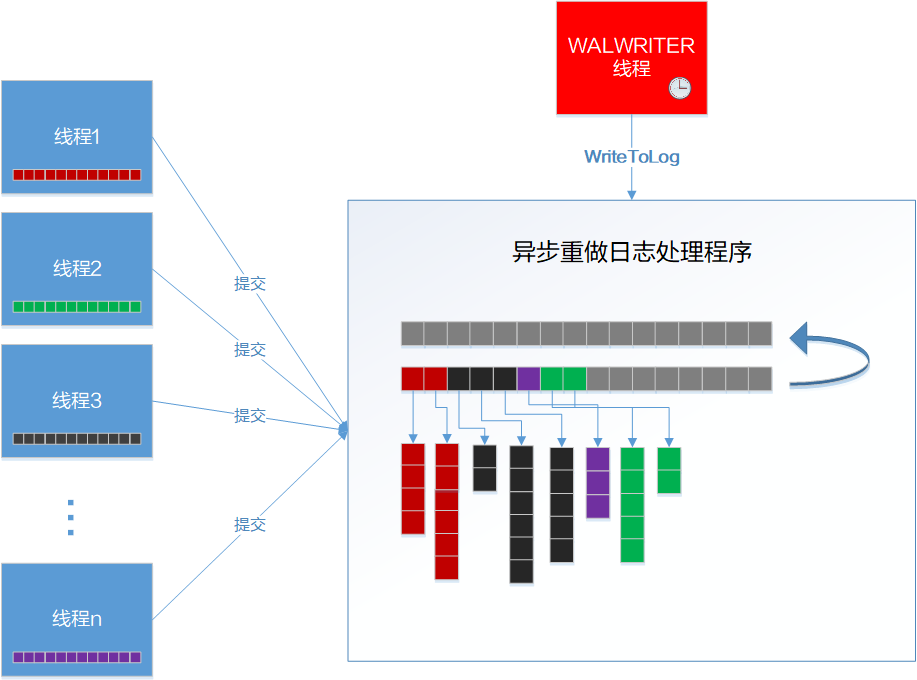 WALWRITER
线程
WriteToLog
线程1
线程2
线程3
线程n
提交
提交
提交
提交
异步重做日志处理程序